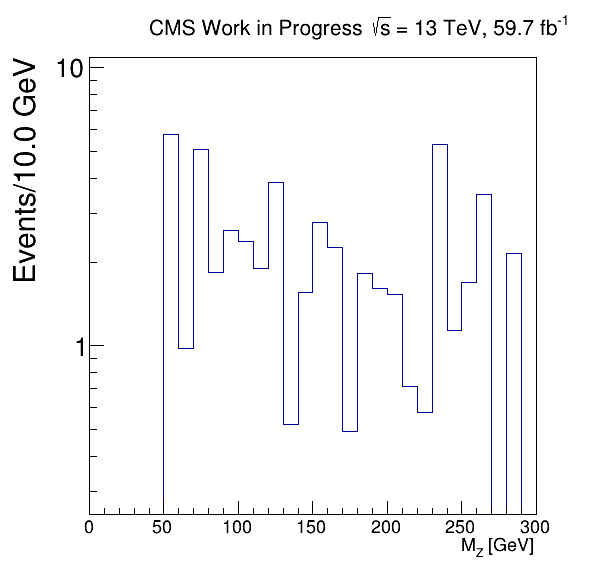 CMS Work in Progress √s = 13 TeV, 59.7 fb⁻¹
Events/10.0 GeV
10
1
0 50 100 150 200 250 300
M_Z [GeV]